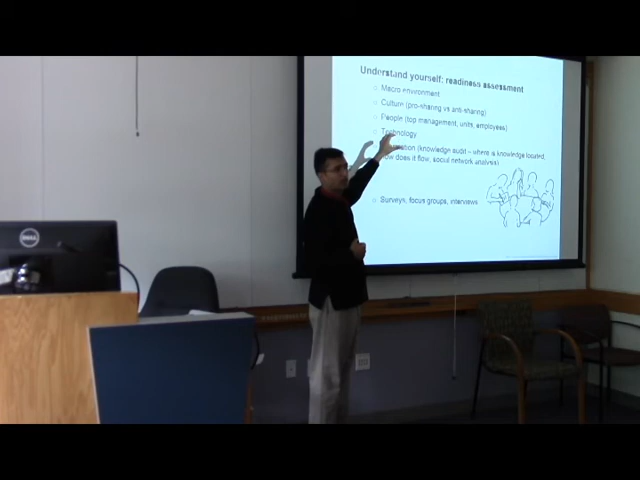 Understand yourself: readiness assessment
○ Macro environment
○ Culture (pro-sharing vs anti-sharing)
○ People (top management, units, employees)
○ Technology
(knowledge audit – where is knowledge located,
how does it flow, social network analysis)
○ Surveys, focus groups, interviews
DELL